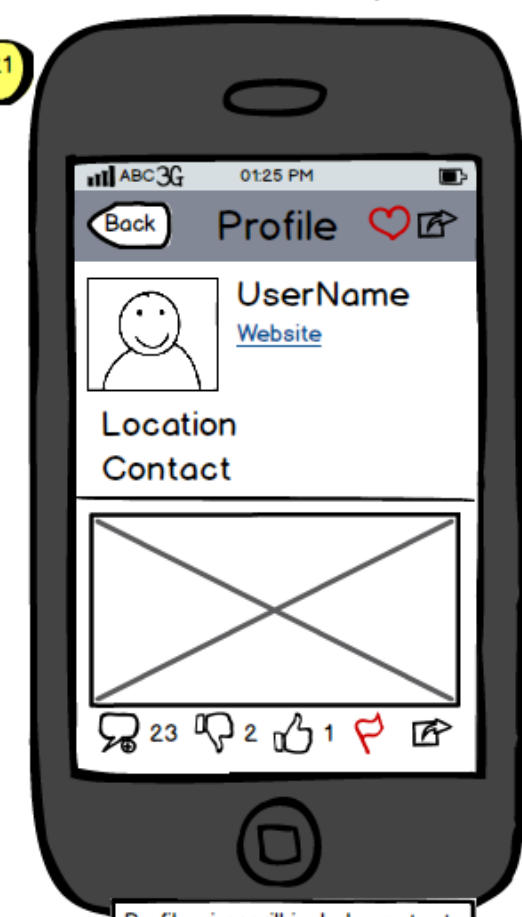 ABC 3G 01:25 PM
Back Profile
UserName
Website
Location
Contact
23 2 1